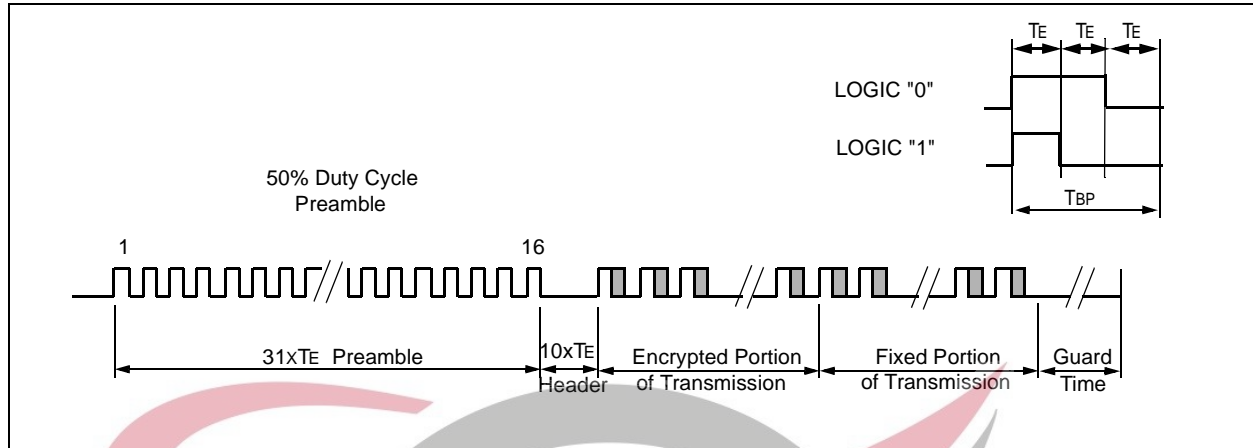 TE TE TE
LOGIC "0"
LOGIC "1"
TBP
50% Duty Cycle
Preamble
1
16
31xTE Preamble
10xTE
Header
Encrypted Portion
of Transmission
Fixed Portion
of Transmission
Guard
Time